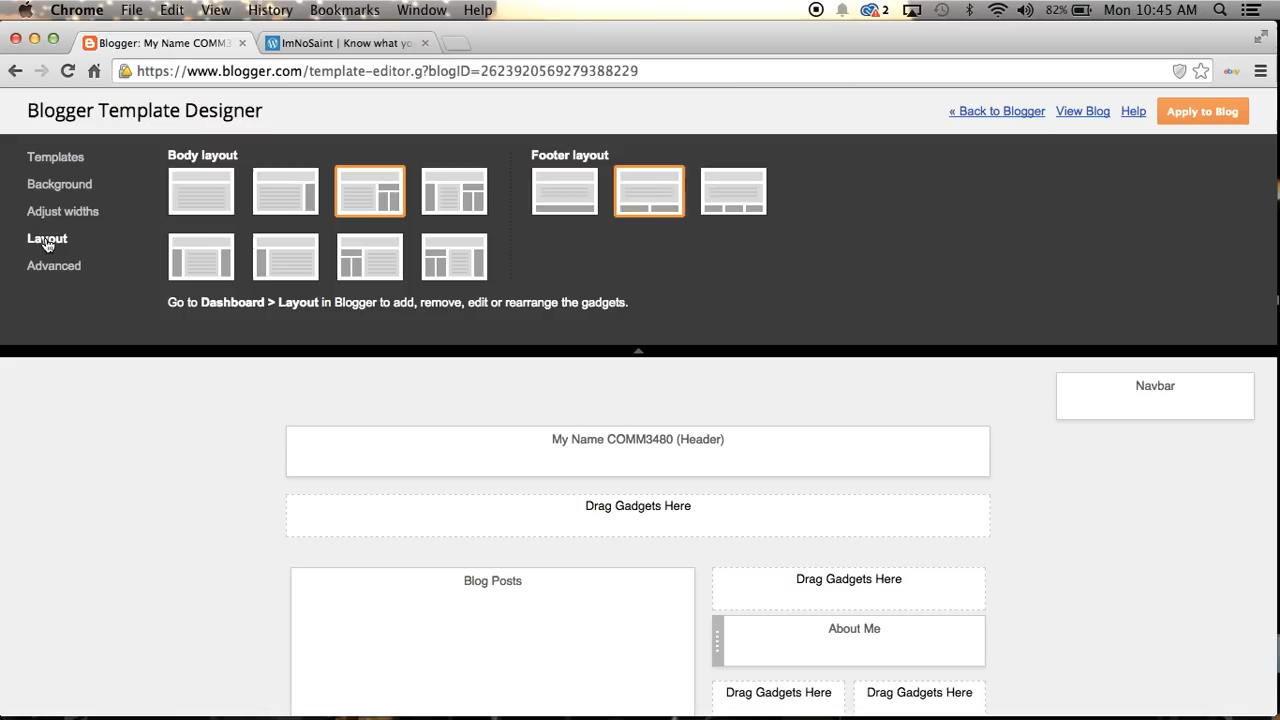 Chrome File Edit View History Bookmarks Window Help 2 82% Mon 10:45 AM
Blogger: My Name COMM3 ImNoSaint | Know what yo
https://www.blogger.com/template-editor.g?blogID=2623920569279388229 ebay
Blogger Template Designer
« Back to Blogger View Blog Help Apply to Blog
Templates
Background
Adjust widths
Layout
Advanced
Body layout
Footer layout
Go to Dashboard > Layout in Blogger to add, remove, edit or rearrange the gadgets.
Navbar
My Name COMM3480 (Header)
Drag Gadgets Here
Blog Posts
Drag Gadgets Here
About Me
Drag Gadgets Here Drag Gadgets Here